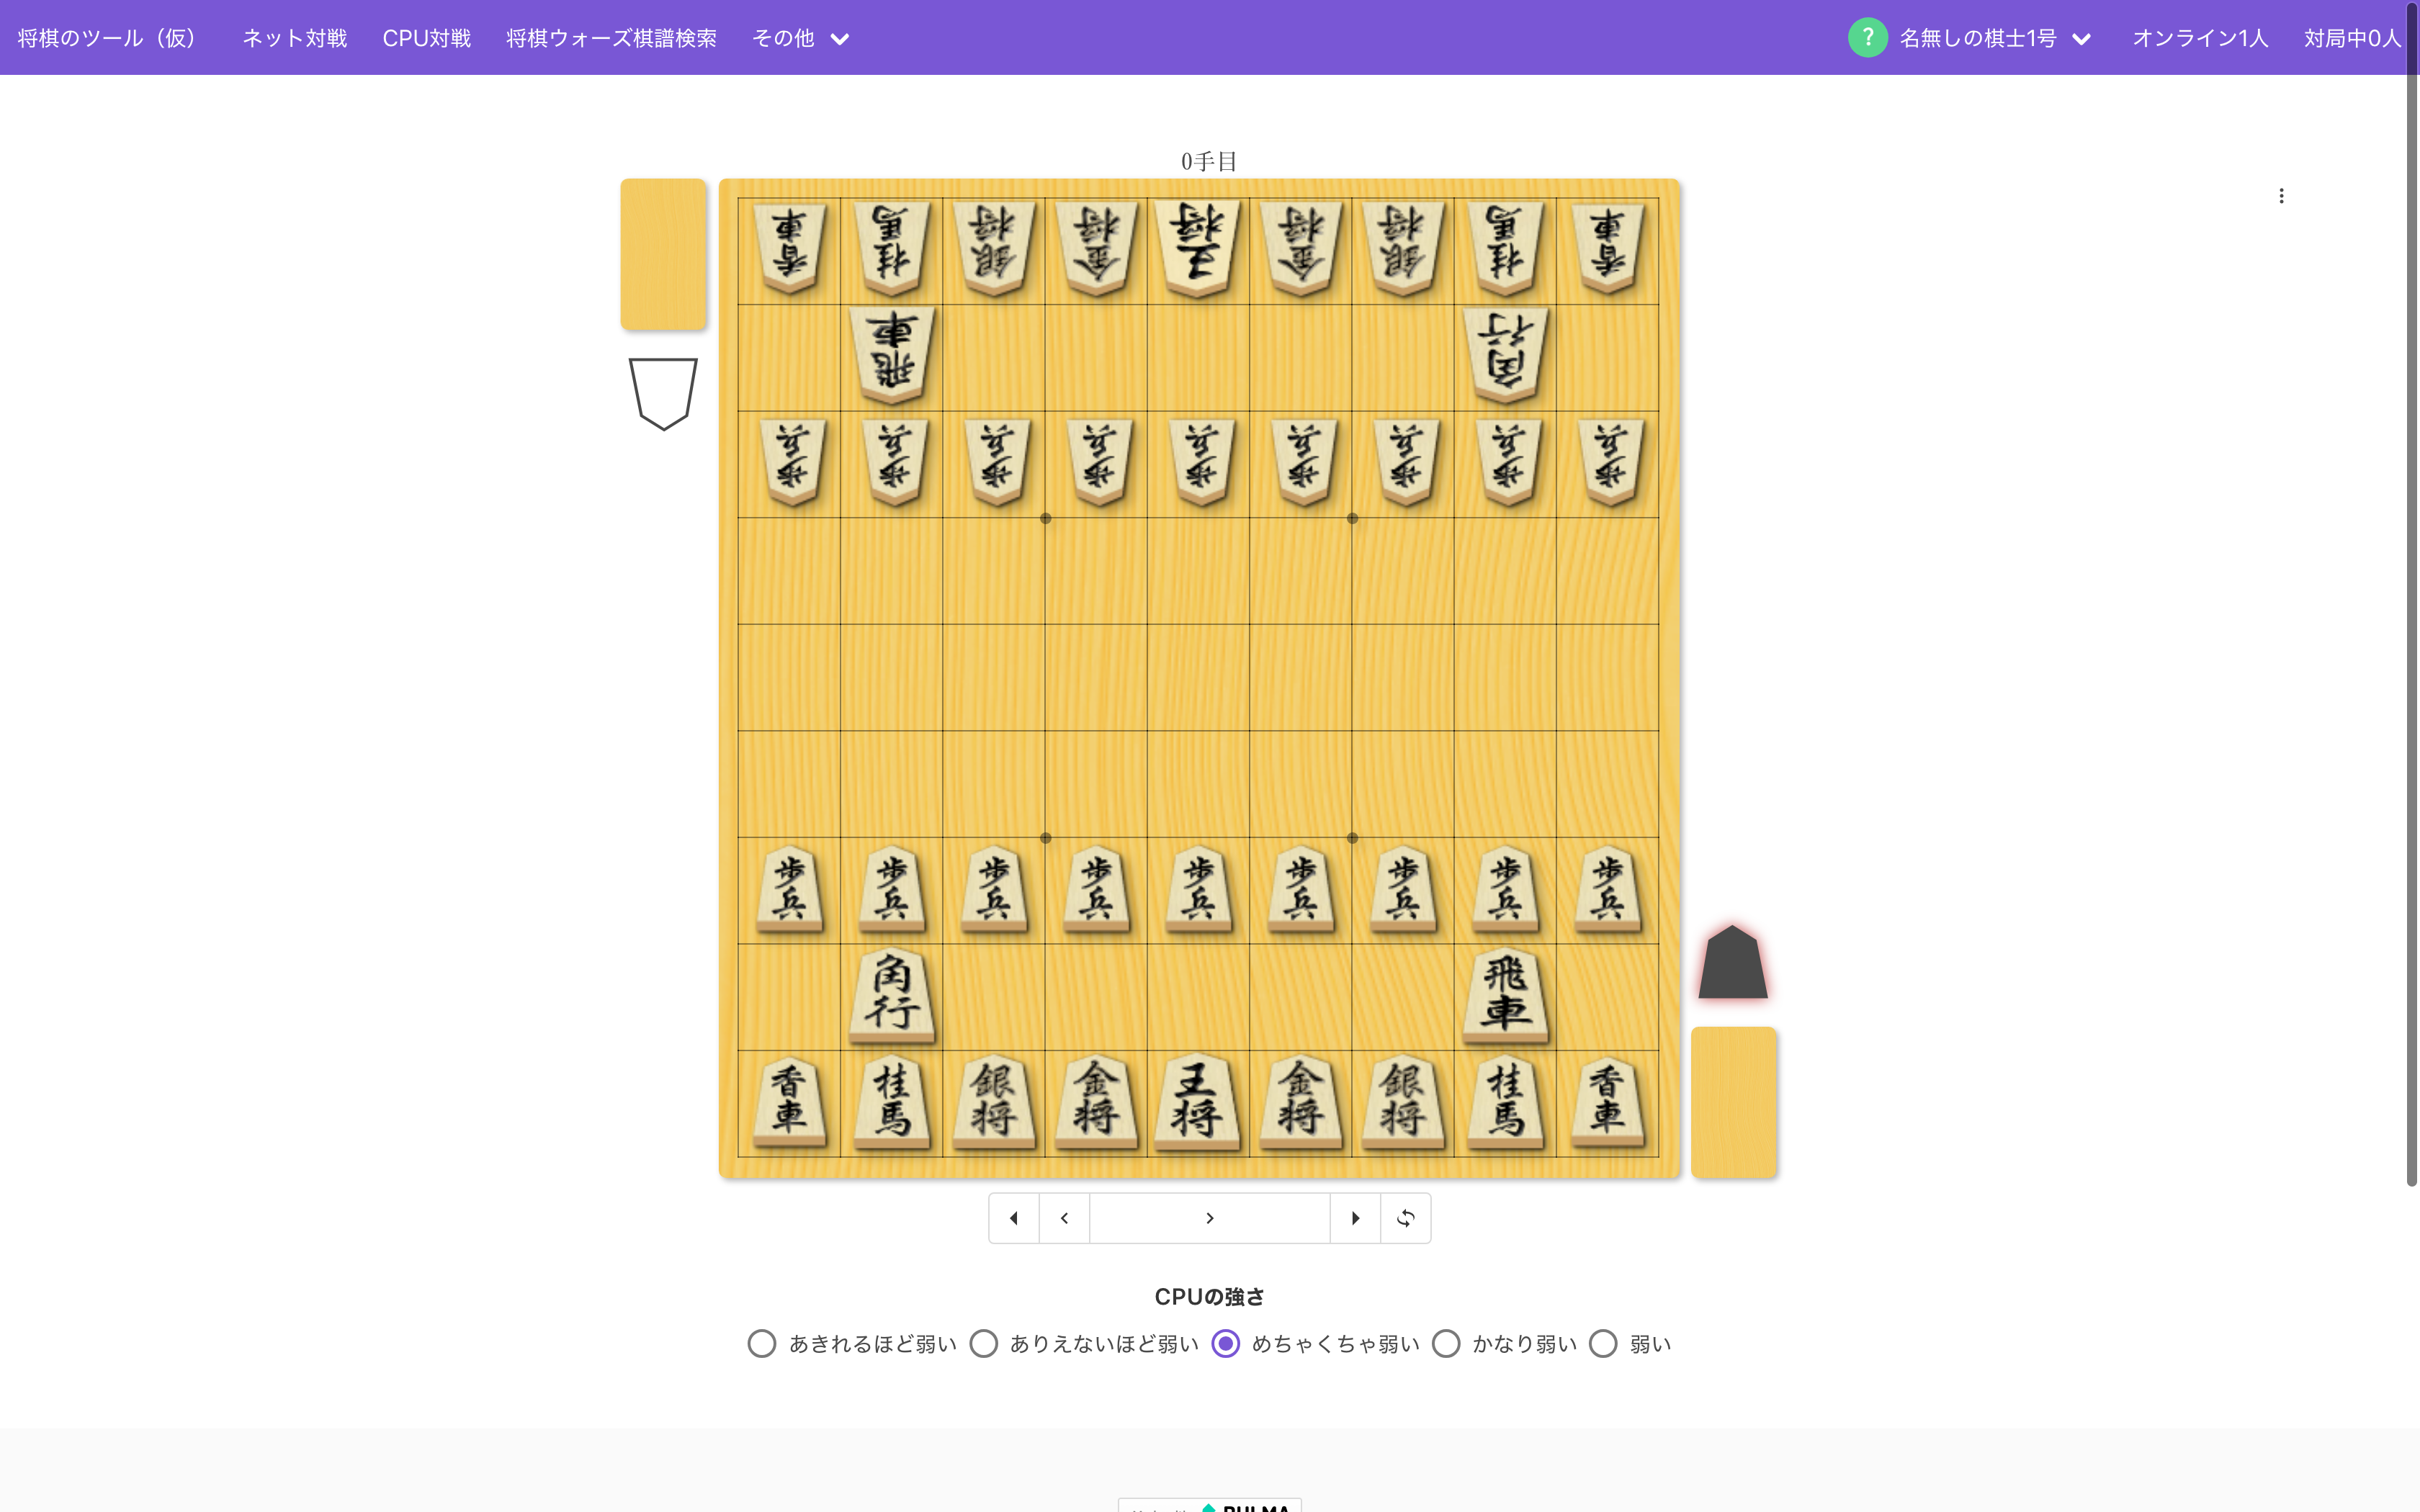 将棋のツール（仮） ネット対戦 CPU対戦 将棋ウォーズ棋譜検索 その他 ? 名無しの棋士1号 オンライン1人 対局中0人
0手目
香車 桂馬 銀将 金将 王将 金将 銀将 桂馬 香車
飛車 角行
歩兵 歩兵 歩兵 歩兵 歩兵 歩兵 歩兵 歩兵 歩兵
歩兵 歩兵 歩兵 歩兵 歩兵 歩兵 歩兵 歩兵 歩兵
角行 飛車
香車 桂馬 銀将 金将 王将 金将 銀将 桂馬 香車
CPUの強さ
あきれるほど弱い ありえないほど弱い めちゃくちゃ弱い かなり弱い 弱い
BULMA